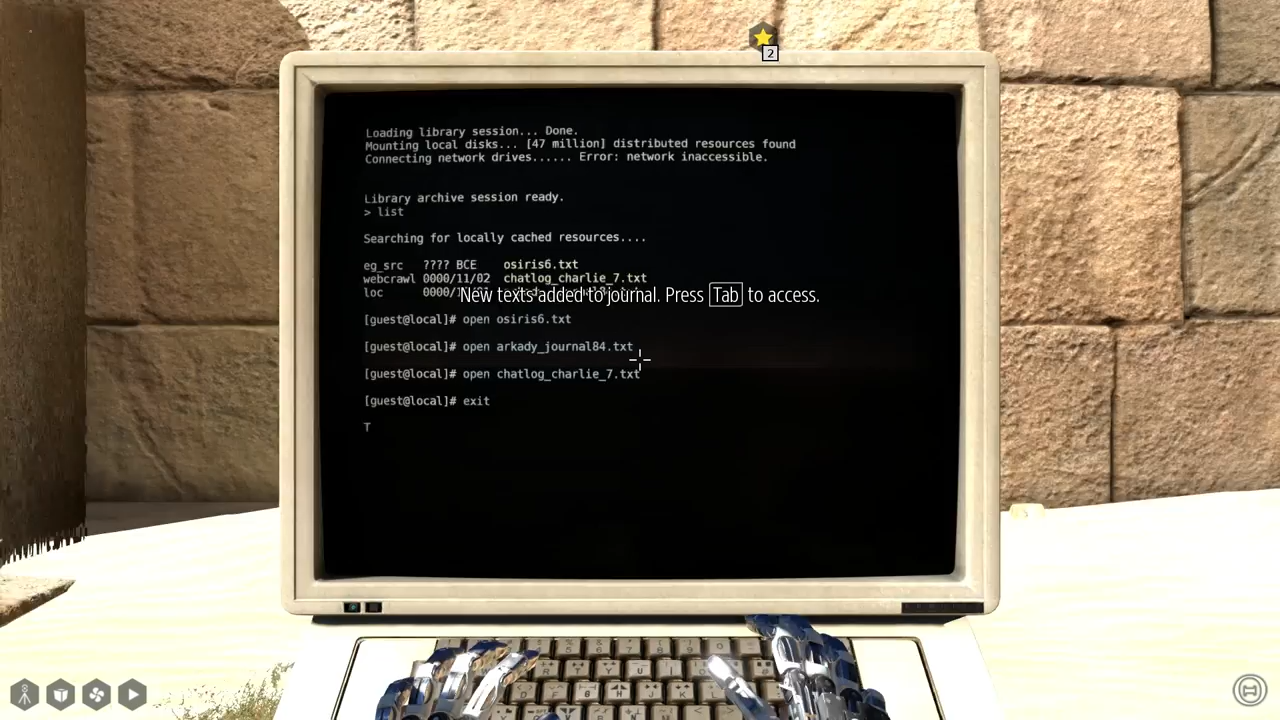 2
Loading library session... Done.
Mounting local disks... [47 million] distributed resources found
Connecting network drives...... Error: network inaccessible.
Library archive session ready.
> list
Searching for locally cached resources....
eg_src ???? BCE osiris6.txt
webcrawl 0000/11/02 chatlog_charlie_7.txt
loc
New texts added to journal. Press Tab to access.
[guest@local]# open osiris6.txt
[guest@local]# open arkady_journal84.txt
[guest@local]# open chatlog_charlie_7.txt
[guest@local]# exit
T